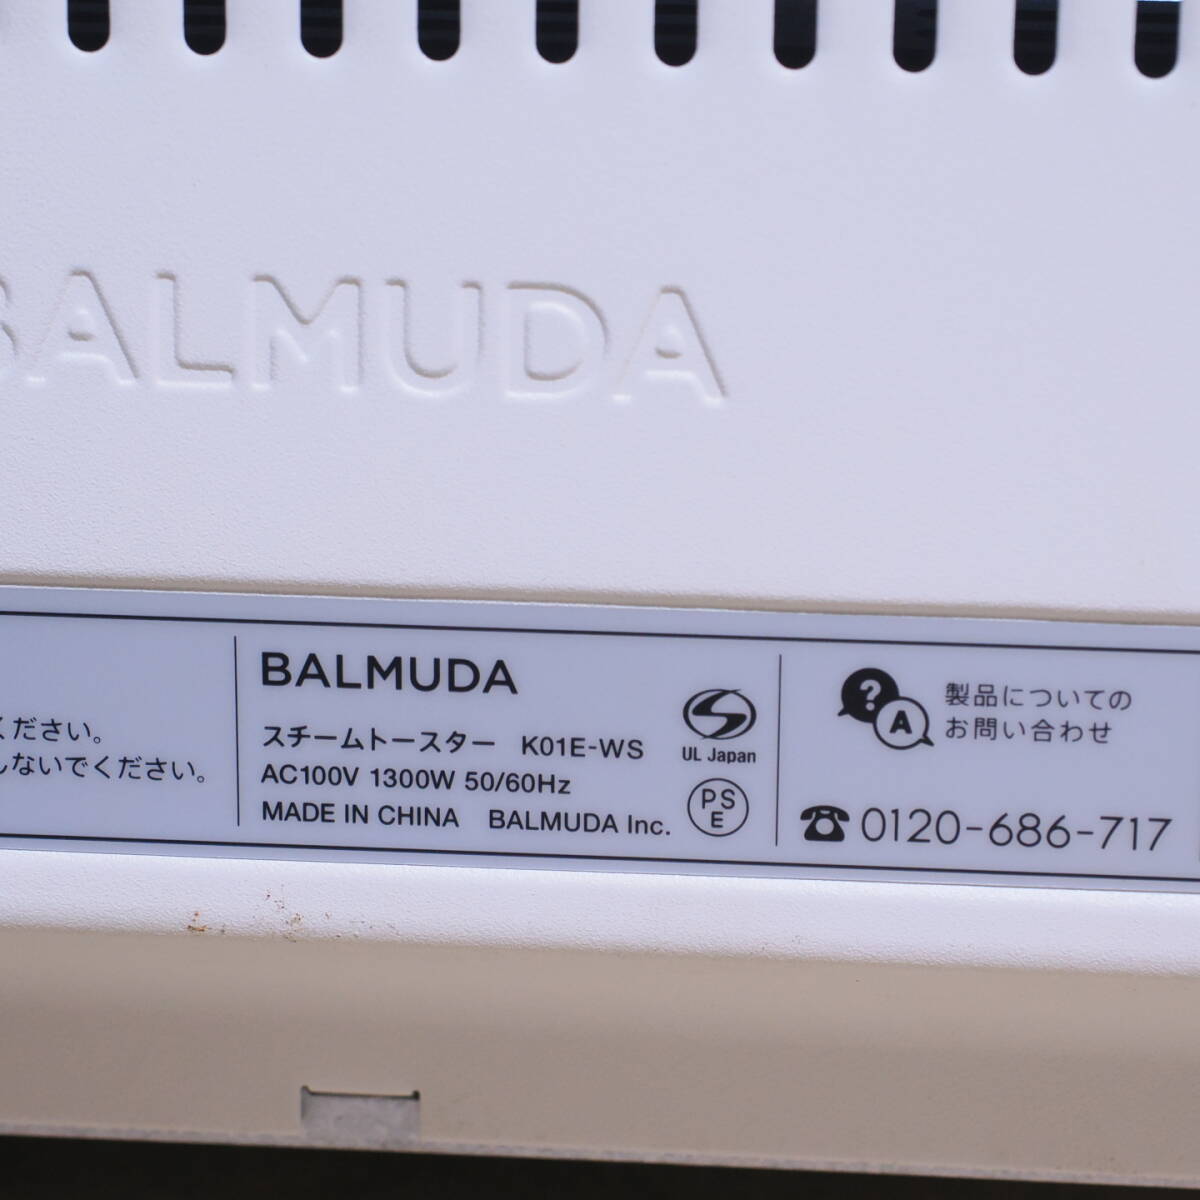 BALMUDA
ください。
しないでください。
BALMUDA
スチームトースター K01E-WS
AC100V 1300W 50/60Hz
MADE IN CHINA BALMUDA Inc.
S
UL Japan
PS
E
?
A
製品についての
お問い合わせ
0120-686-717